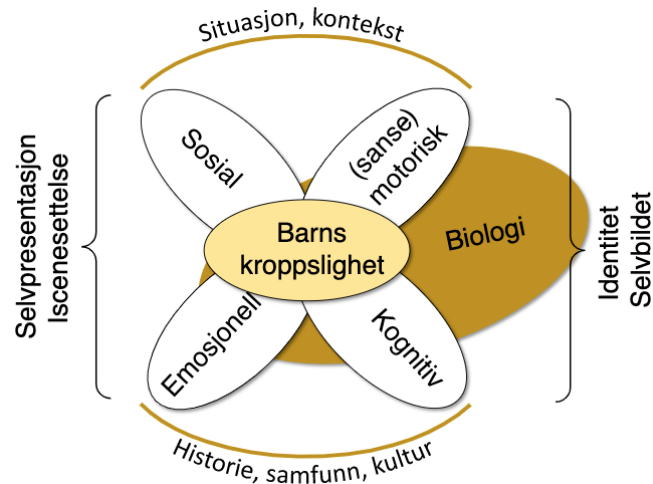 Situasjon, kontekst
Selvpresentasjon
Iscenesettelse
Sosial
(sanse)
motorisk
Barns
kroppslighet
Biologi
Identitet
Selvbildet
Emosjonell
Kognitiv
Historie, samfunn, kultur